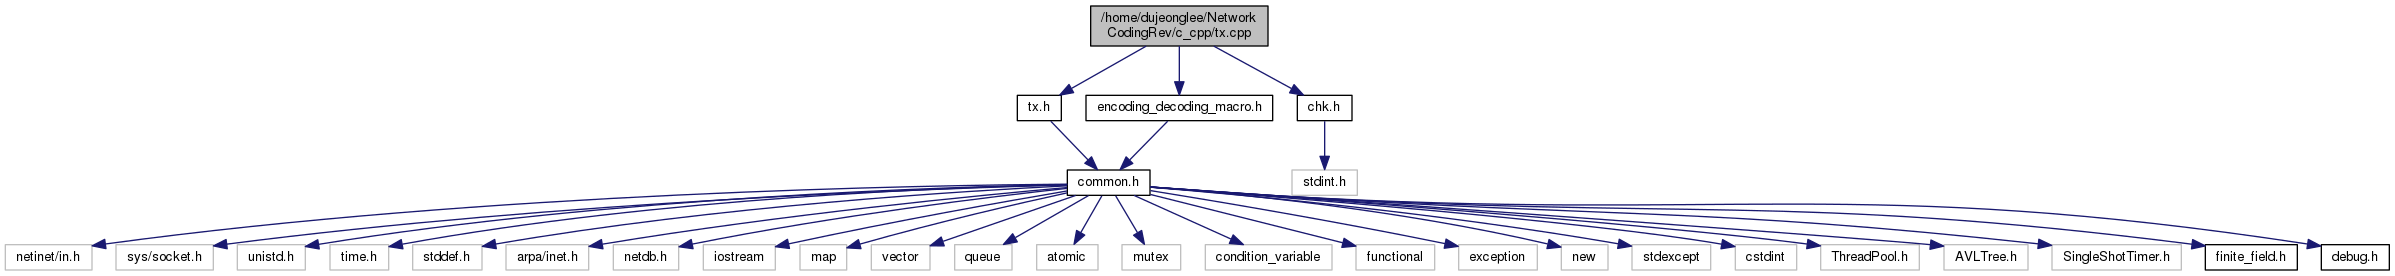 /home/dujeonglee/Network
CodingRev/c_cpp/tx.cpp
tx.h
encoding_decoding_macro.h
chk.h
common.h
stdint.h
netinet/in.h
sys/socket.h
unistd.h
time.h
stddef.h
arpa/inet.h
netdb.h
iostream
map
vector
queue
atomic
mutex
condition_variable
functional
exception
new
stdexcept
cstdint
ThreadPool.h
AVLTree.h
SingleShotTimer.h
finite_field.h
debug.h